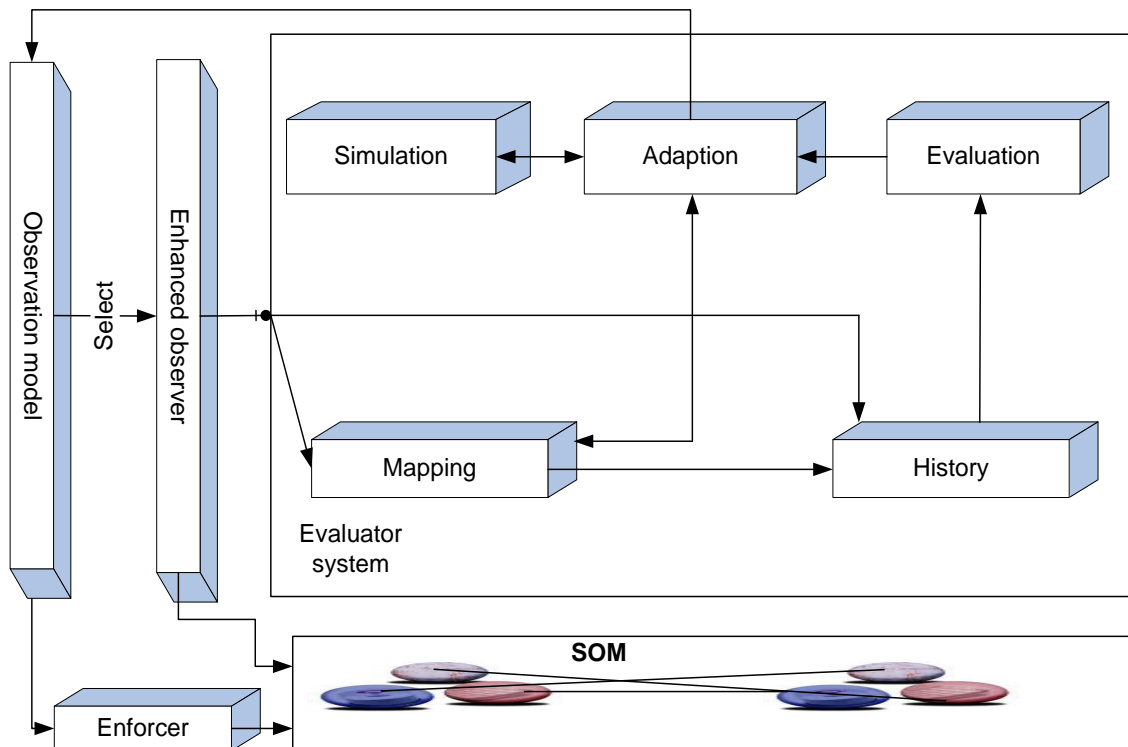 Simulation
Adaption
Evaluation
Observation model
Select
Enhanced observer
Mapping
History
Evaluator
system
SOM
Enforcer